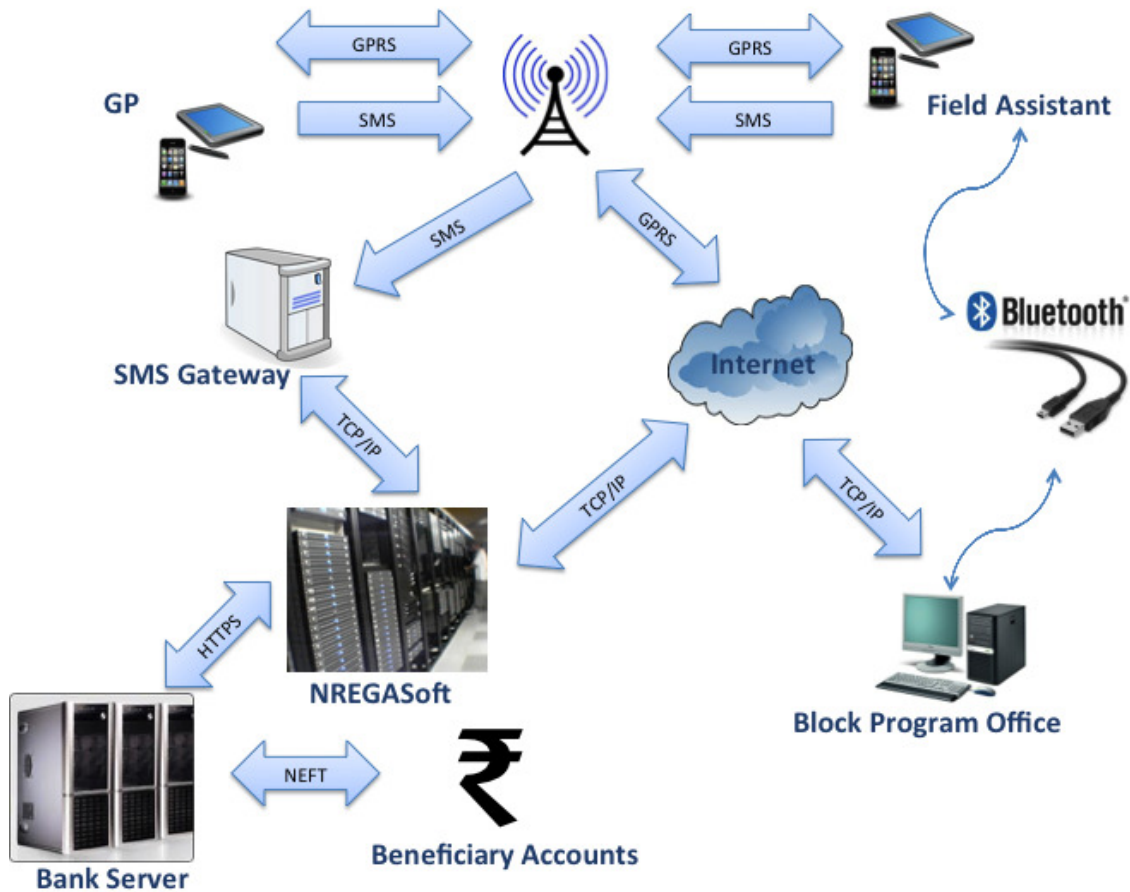 GPRS
GPRS
GP
SMS
SMS
Field Assistant
SMS
GPRS
Bluetooth®
Internet
SMS Gateway
TCP/IP
TCP/IP
TCP/IP
HTTPS
NREGASoft
Block Program Office
NEFT
Beneficiary Accounts
Bank Server